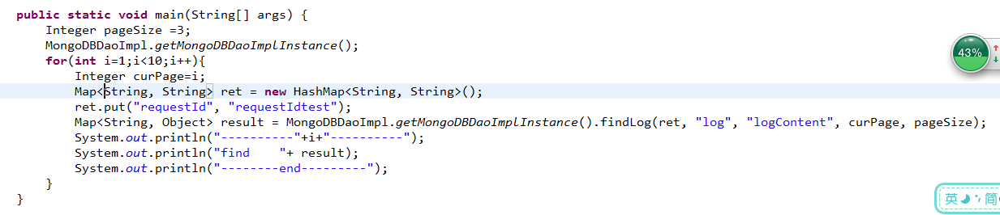 public static void main(String[] args) {
    Integer pageSize =3;
    MongoDBDaoImpl.getMongoDBDaoImplInstance();
    for(int i=1;i<10;i++){
        Integer curPage=i;
        Map<String, String> ret = new HashMap<String, String>();
        ret.put("requestId", "requestIdtest");
        Map<String, Object> result = MongoDBDaoImpl.getMongoDBDaoImplInstance().findLog(ret, "log", "logContent", curPage, pageSize);
        System.out.println("----------"+i+"----------");
        System.out.println("find    "+ result);
        System.out.println("--------end---------");
    }
}
43%
英 简